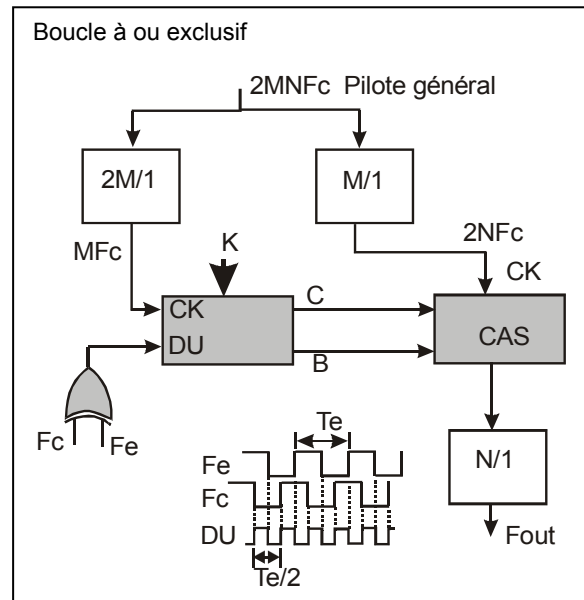 Boucle à ou exclusif
2MNFc Pilote général
2M/1
M/1
MFc
K
2NFc
CK
CK
C
DU
B
CAS
Fc
Fe
Te
Fe
Fc
DU
Te/2
N/1
Fout